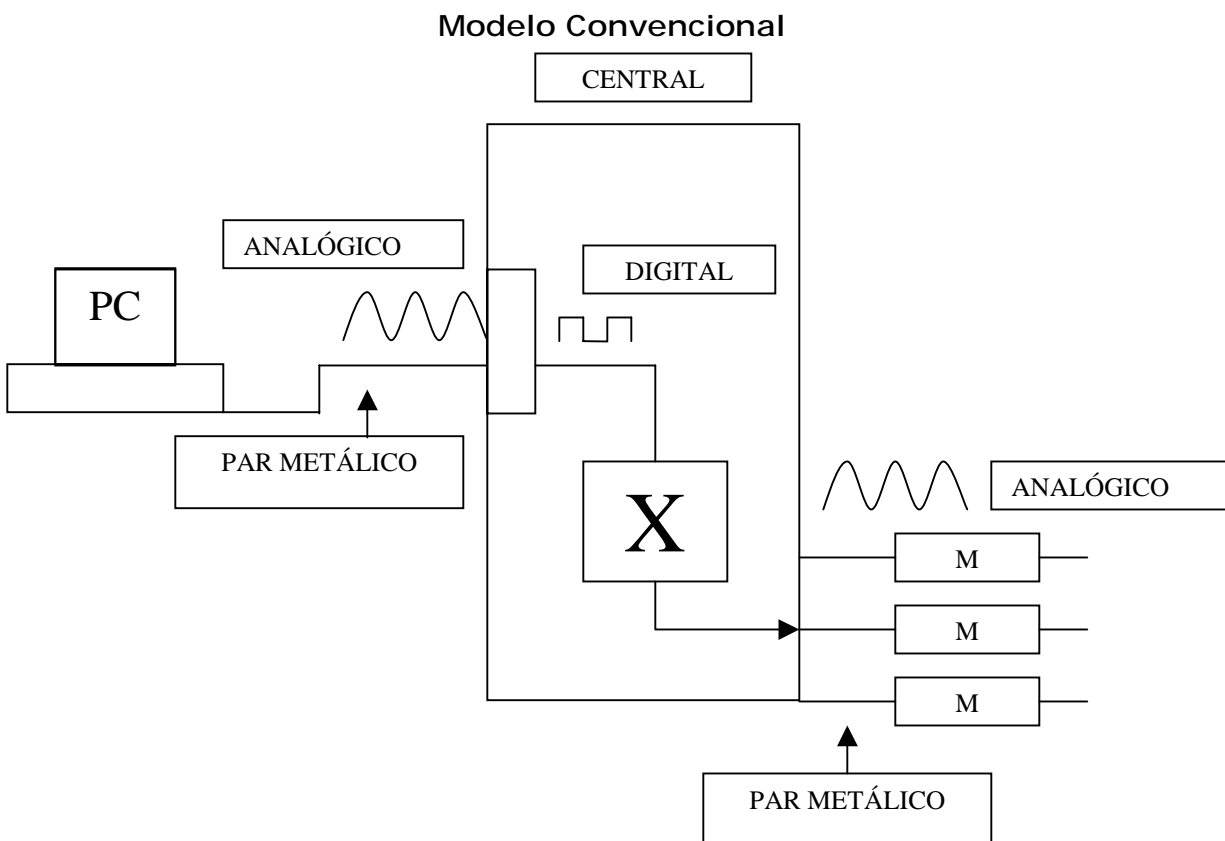 Modelo Convencional
CENTRAL
ANALÓGICO
DIGITAL
PC
PAR METÁLICO
X
ANALÓGICO
M
M
M
PAR METÁLICO